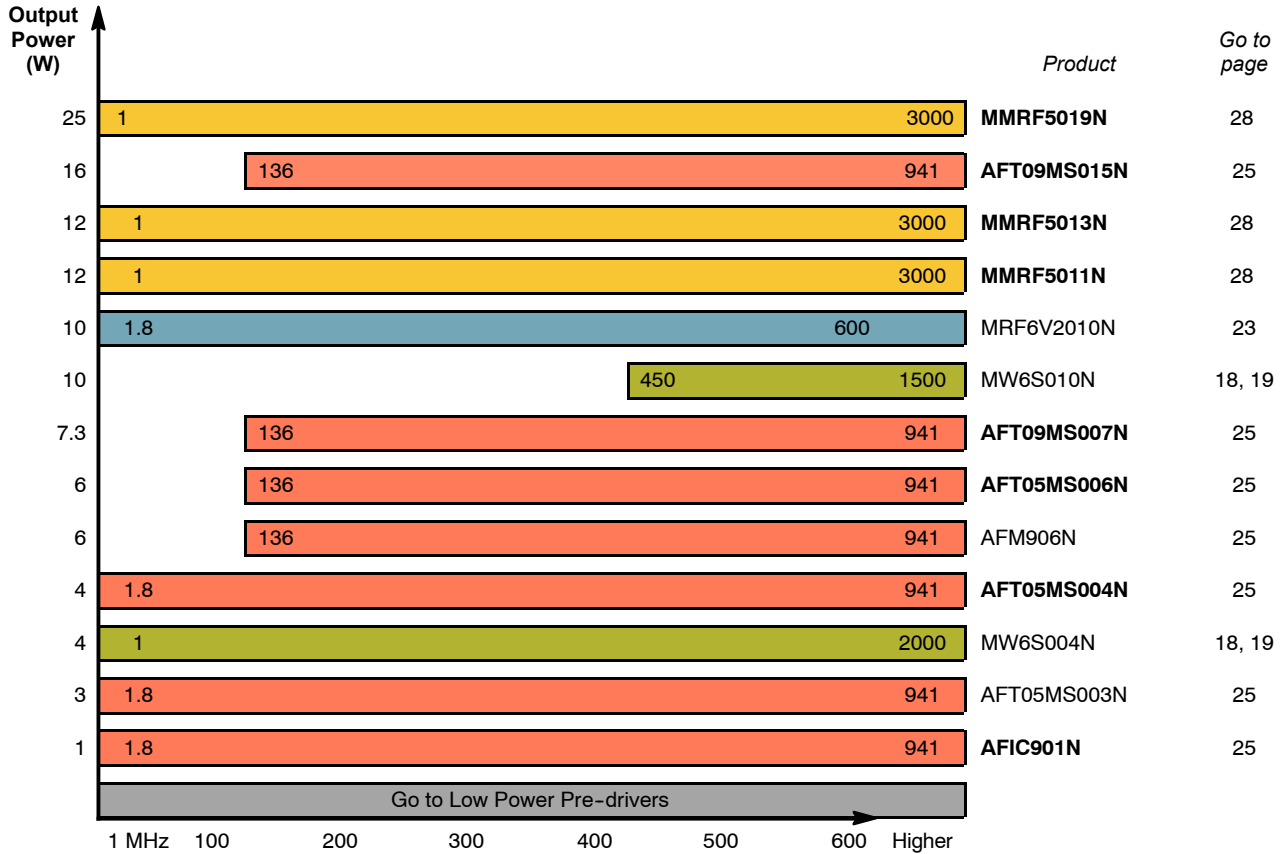 Output
Power
(W)
Product
Go to
page
25 1 3000 MMRF5019N 28
16 136 941 AFT09MS015N 25
12 1 3000 MMRF5013N 28
12 1 3000 MMRF5011N 28
10 1.8 600 MRF6V2010N 23
10 450 1500 MW6S010N 18, 19
7.3 136 941 AFT09MS007N 25
6 136 941 AFT05MS006N 25
6 136 941 AFM906N 25
4 1.8 941 AFT05MS004N 25
4 1 2000 MW6S004N 18, 19
3 1.8 941 AFT05MS003N 25
1 1.8 941 AFIC901N 25
Go to Low Power Pre-drivers
1 MHz 100 200 300 400 500 600 Higher